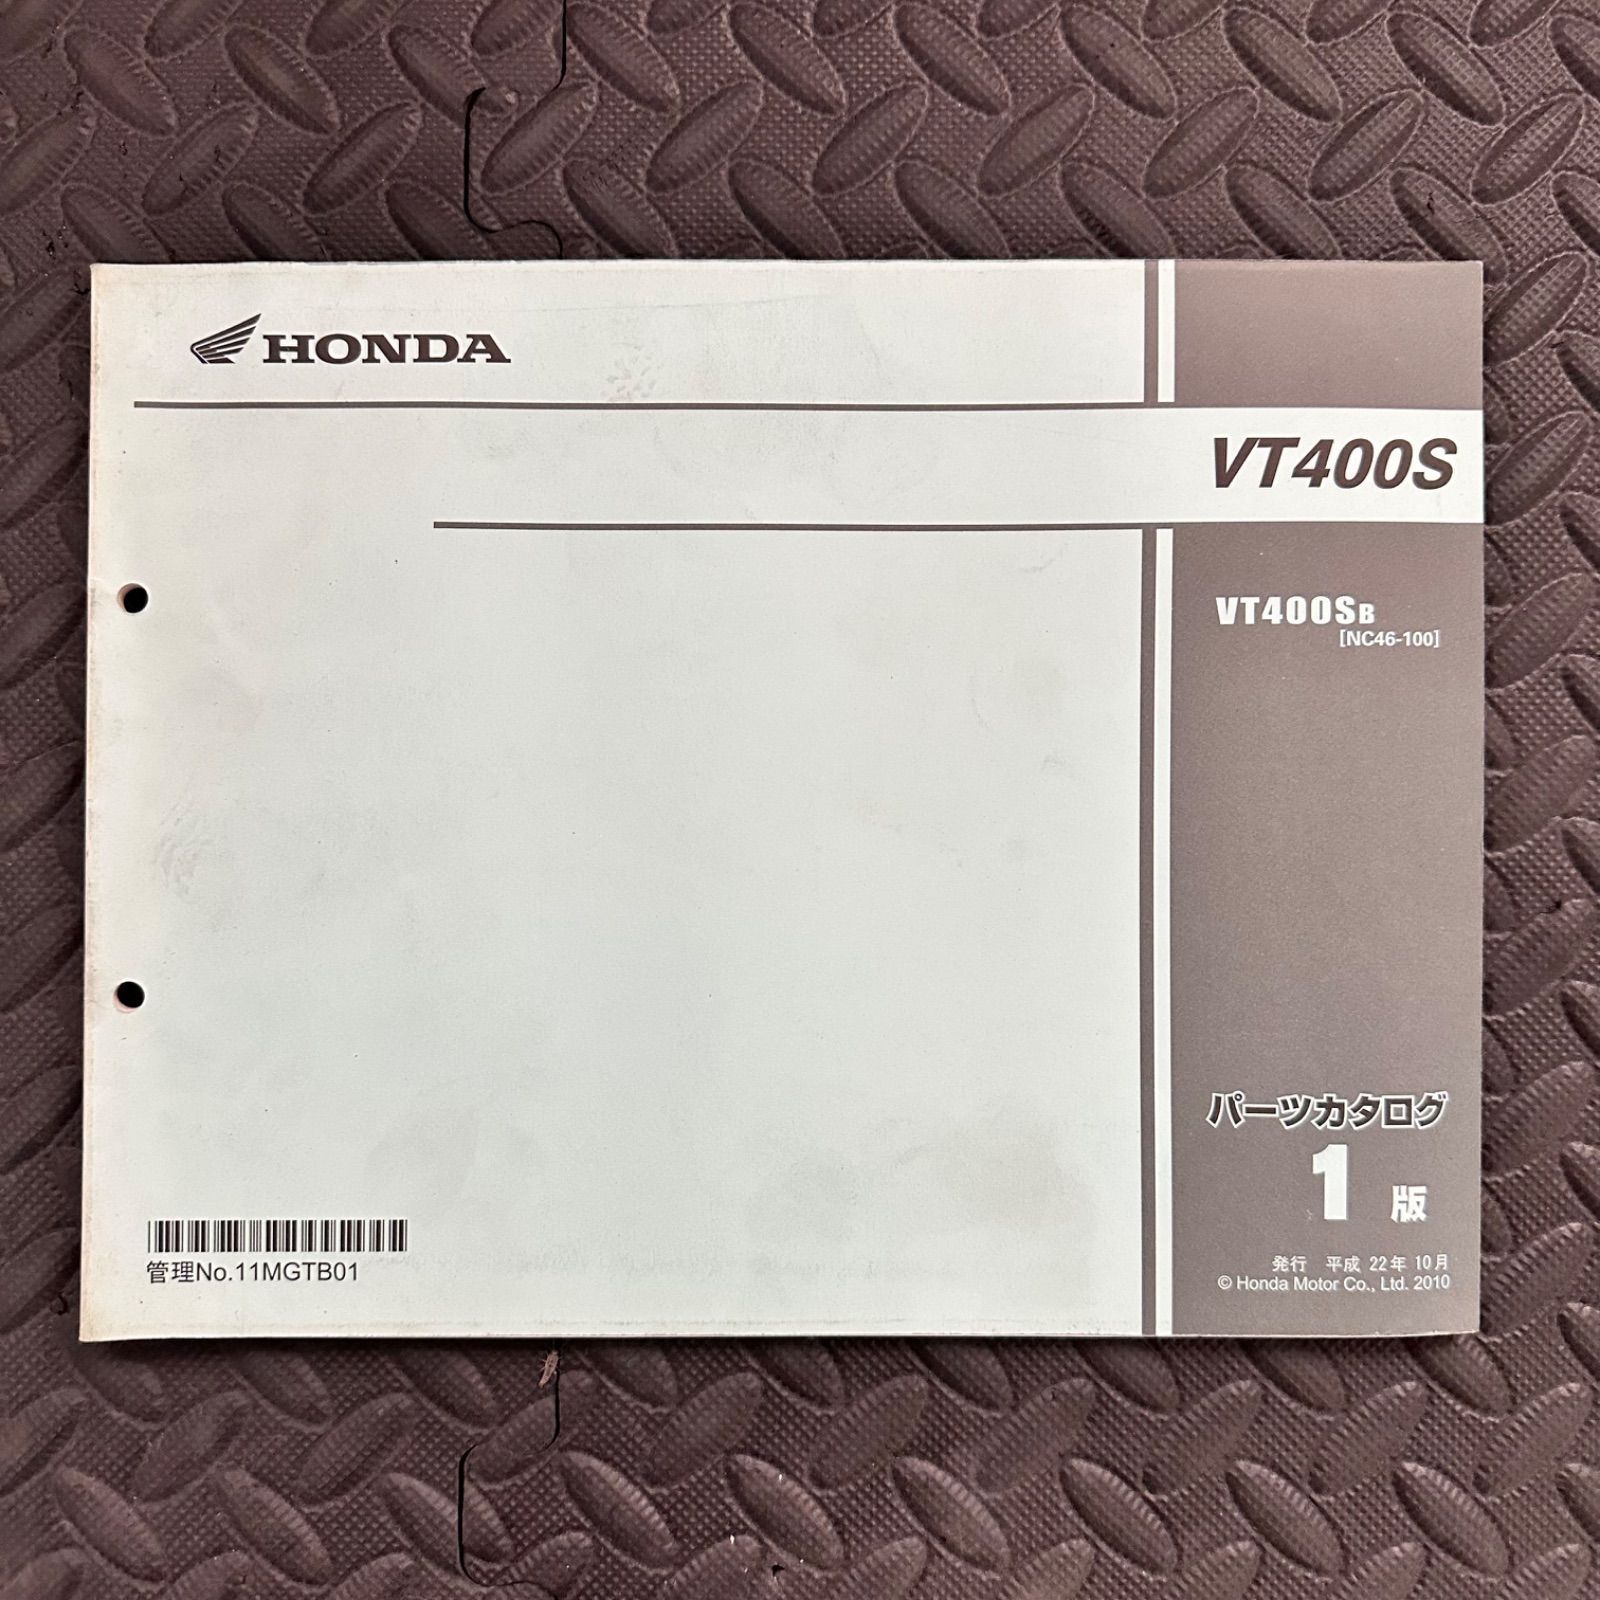 HONDA
VT400S
VT400SB
[NC46-100]
パーツカタログ
1版
発行 平成 22年 10月
© Honda Motor Co., Ltd. 2010
管理No.11MGTB01